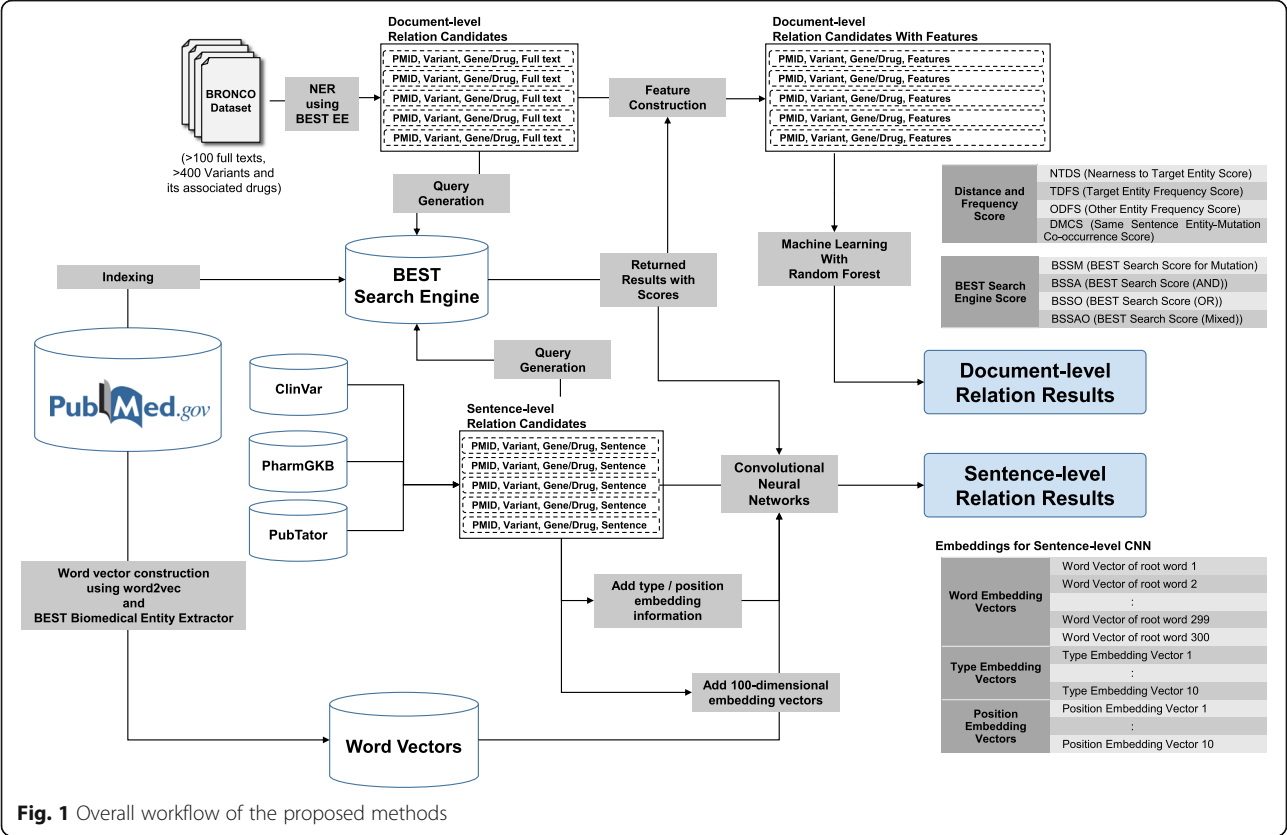 Document-level
Relation Candidates
PMID, Variant, Gene/Drug, Full text
PMID, Variant, Gene/Drug, Full text
PMID, Variant, Gene/Drug, Full text
PMID, Variant, Gene/Drug, Full text
PMID, Variant, Gene/Drug, Full text
Document-level
Relation Candidates With Features
PMID, Variant, Gene/Drug, Features
PMID, Variant, Gene/Drug, Features
PMID, Variant, Gene/Drug, Features
PMID, Variant, Gene/Drug, Features
PMID, Variant, Gene/Drug, Features
BRONCO
Dataset
(>100 full texts,
>400 Variants and
its associated drugs)
NER
using
BEST EE
Feature
Construction
Query
Generation
Distance and
Frequency
Score
NTDS (Nearness to Target Entity Score)
TDFS (Target Entity Frequency Score)
ODFS (Other Entity Frequency Score)
DMCS (Same Sentence Entity-Mutation
Co-occurrence Score)
BEST Search
Engine Score
BSSM (BEST Search Score for Mutation)
BSSA (BEST Search Score (AND))
BSSO (BEST Search Score (OR))
BSSAO (BEST Search Score (Mixed))
Machine Learning
With
Random Forest
Indexing
BEST
Search Engine
Returned
Results with
Scores
Query
Generation
PubMed.gov
ClinVar
PharmGKB
PubTator
Sentence-level
Relation Candidates
PMID, Variant, Gene/Drug, Sentence
PMID, Variant, Gene/Drug, Sentence
PMID, Variant, Gene/Drug, Sentence
PMID, Variant, Gene/Drug, Sentence
PMID, Variant, Gene/Drug, Sentence
Convolutional
Neural
Networks
Document-level
Relation Results
Sentence-level
Relation Results
Word vector construction
using word2vec
and
BEST Biomedical Entity Extractor
Add type / position
embedding
information
Add 100-dimensional
embedding vectors
Word Vectors
Embeddings for Sentence-level CNN
Word Embedding
Vectors
Word Vector of root word 1
Word Vector of root word 2
:
Word Vector of root word 299
Word Vector of root word 300
Type Embedding
Vectors
Type Embedding Vector 1
:
Type Embedding Vector 10
Position
Embedding
Vectors
Position Embedding Vector 1
:
Position Embedding Vector 10
Fig. 1 Overall workflow of the proposed methods